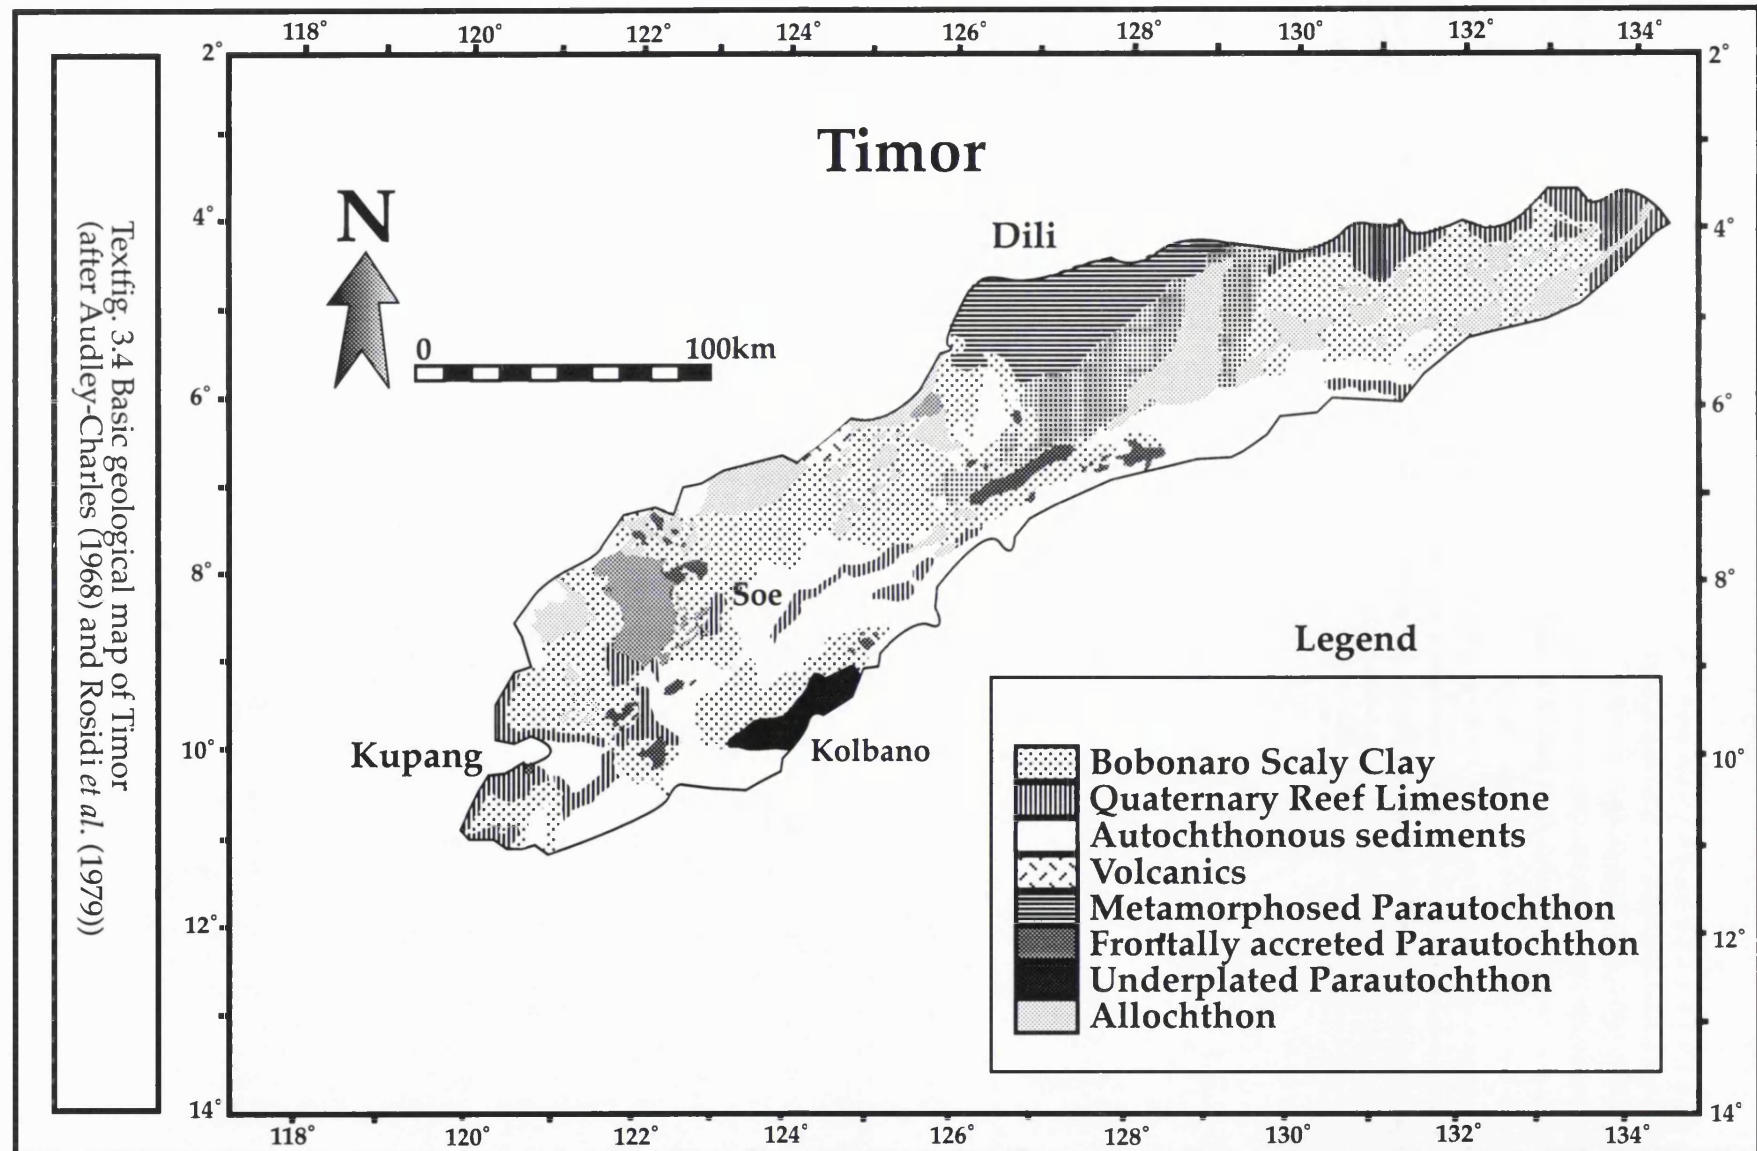 118° 120° 122° 124° 126° 128° 130° 132° 134°
2° 2°
Timor
N
Dili
4° 4°
0 100km
6° 6°
8° 8°
Soe
Legend
Kupang
Kolbano
10° 10°
Bobonaro Scaly Clay
Quaternary Reef Limestone
Autochthonous sediments
Volcanics
Metamorphosed Parautochthon
Frontally accreted Parautochthon
Underplated Parautochthon
Allochthon
12° 12°
14° 14°
118° 120° 122° 124° 126° 128° 130° 132° 134°
Textfig. 3.4 Basic geological map of Timor
(after Audley-Charles (1968) and Rosidi et al. (1979))